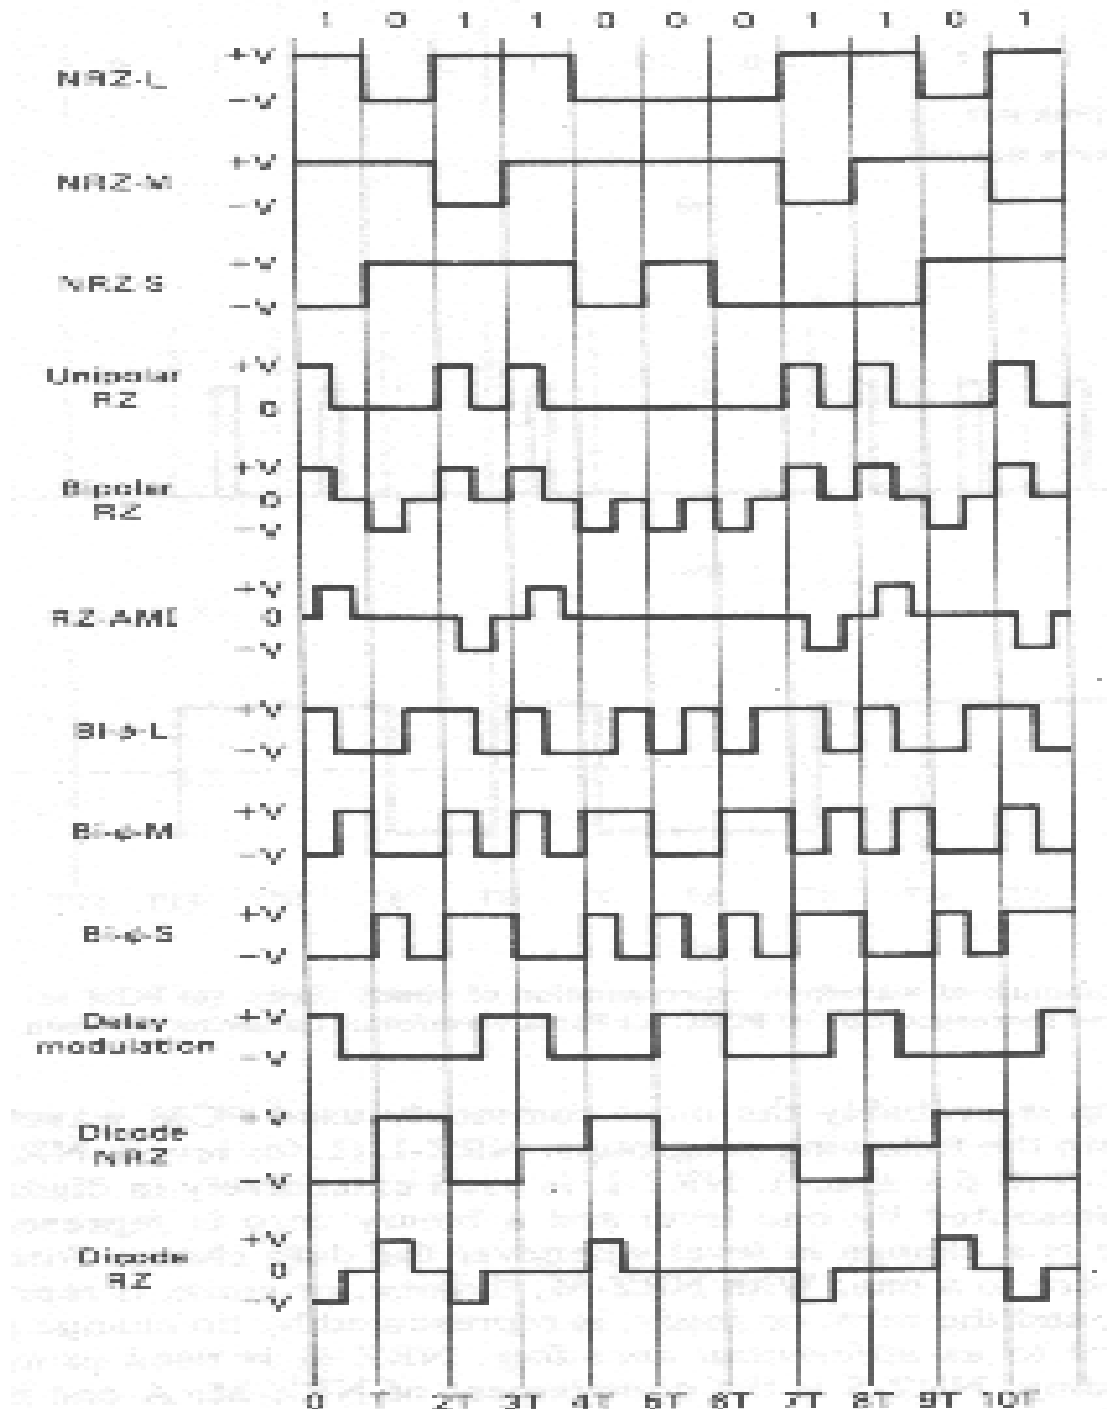 1 0 1 1 0 0 0 1 1 0 1
+V
NRZ-L
-V
+V
NRZ-M
-V
+V
NRZ-S
-V
+V
Unipolar
RZ
0
+V
Bipolar
0
RZ
-V
+V
RZ-AMI
0
-V
+V
Bi-φ-L
-V
+V
Bi-φ-M
-V
+V
Bi-φ-S
-V
+V
Delay
modulation
-V
+V
Dicode
NRZ
-V
+V
Dicode
0
RZ
-V
0 T 2T 3T 4T 5T 6T 7T 8T 9T 10T